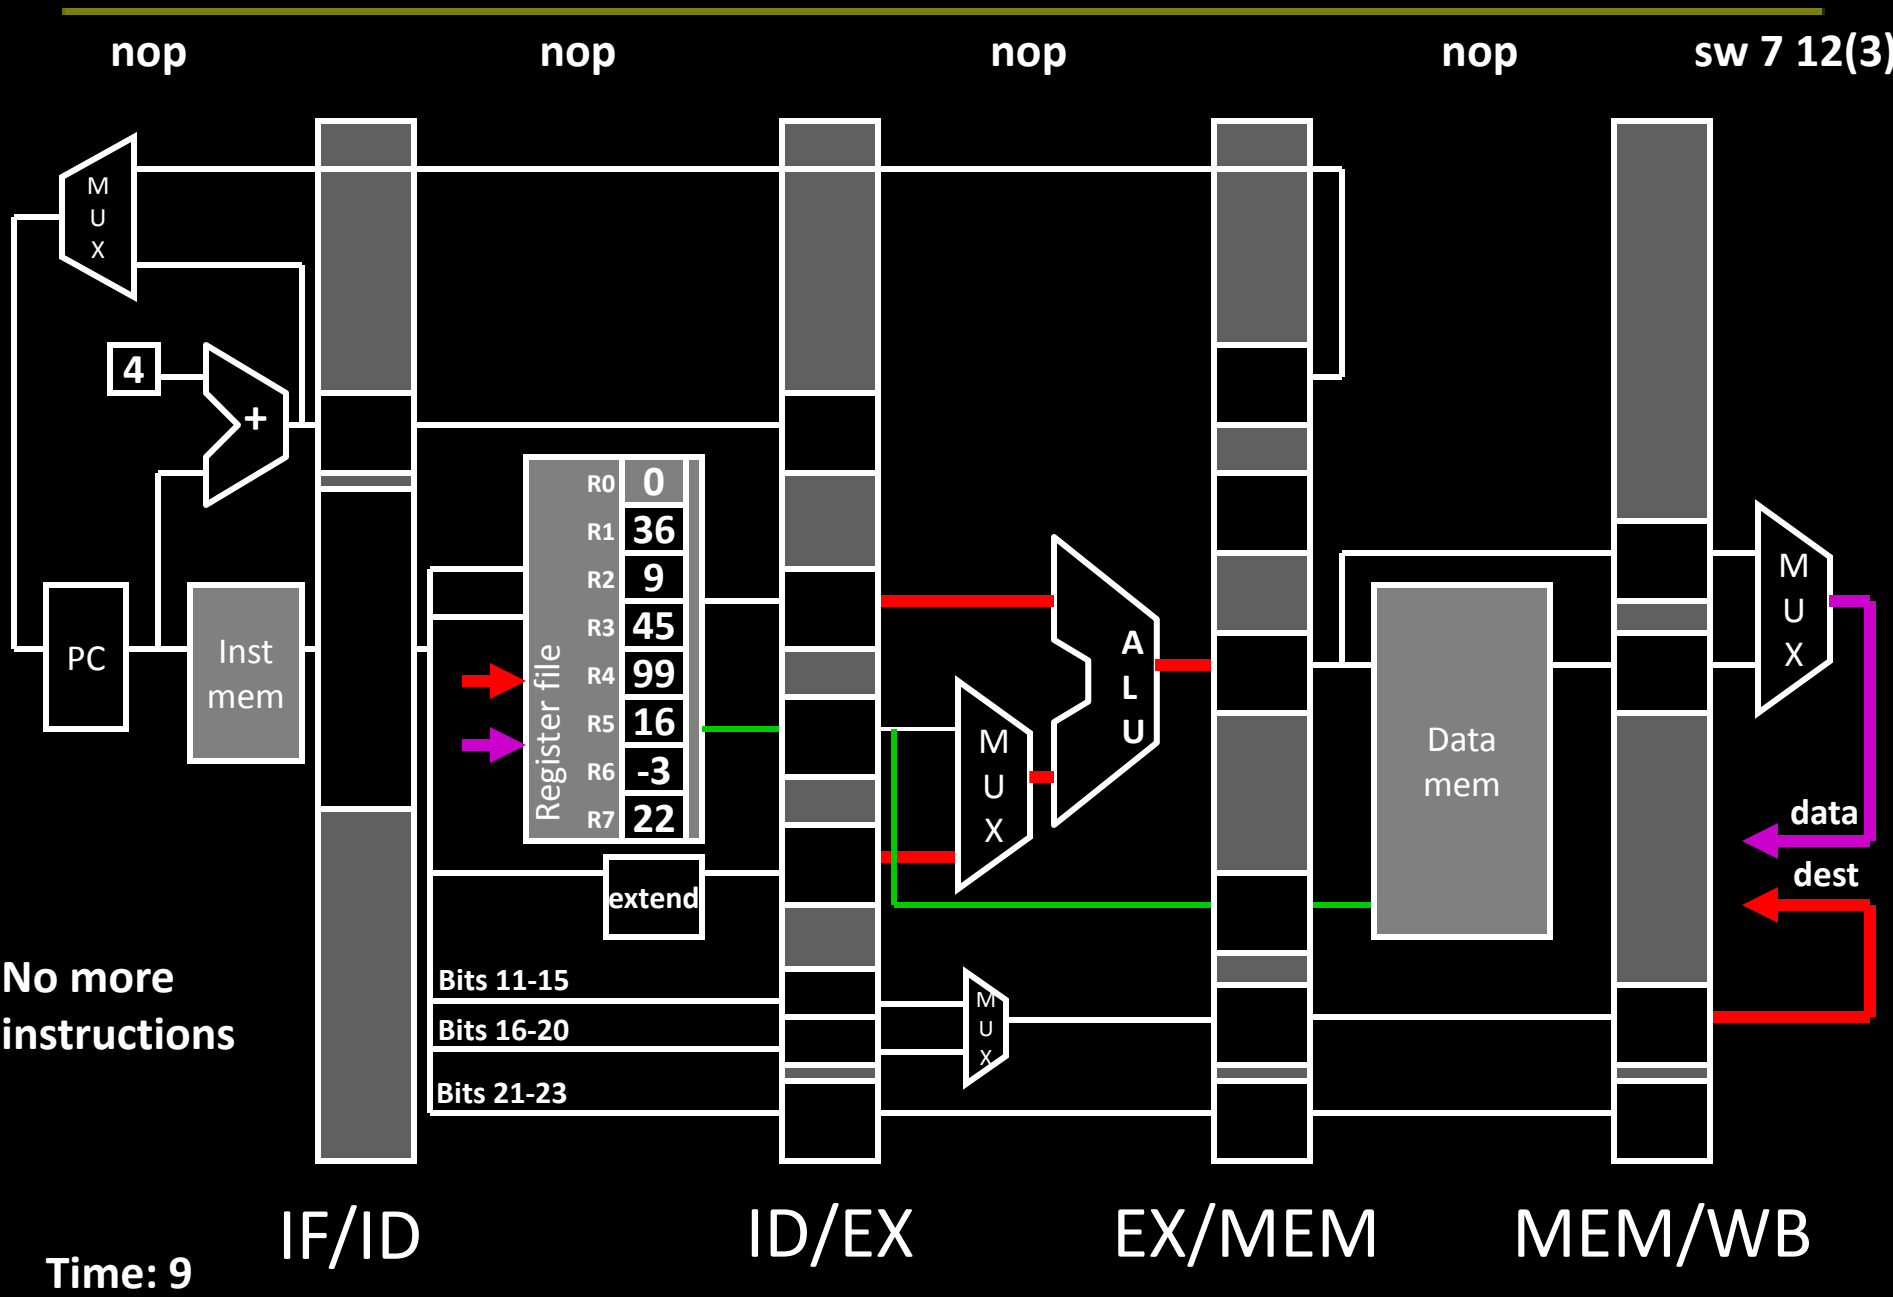 nop
nop
nop
nop
sw 7 12(3)
M
U
X
4
+
PC
Inst
mem
Register file
R0 0
R1 36
R2 9
R3 45
R4 99
R5 16
R6 -3
R7 22
extend
M
U
X
A
L
U
Data
mem
M
U
X
data
dest
No more
instructions
Bits 11-15
Bits 16-20
Bits 21-23
M
U
X
IF/ID
ID/EX
EX/MEM
MEM/WB
Time: 9